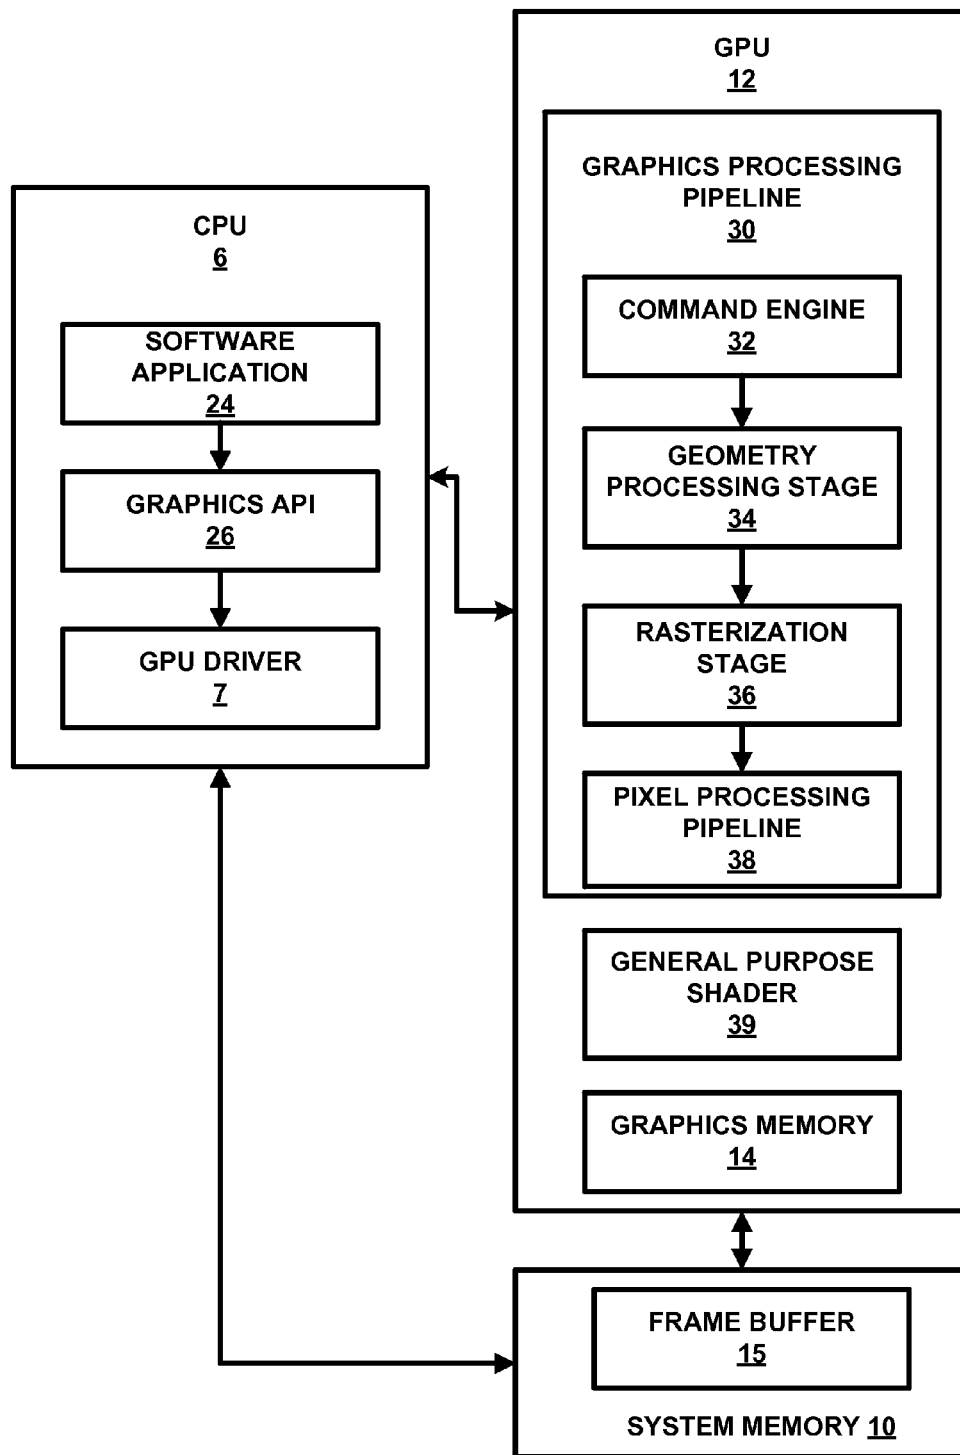 CPU
6
SOFTWARE
APPLICATION
24
GRAPHICS API
26
GPU DRIVER
7
GPU
12
GRAPHICS PROCESSING
PIPELINE
30
COMMAND ENGINE
32
GEOMETRY
PROCESSING STAGE
34
RASTERIZATION
STAGE
36
PIXEL PROCESSING
PIPELINE
38
GENERAL PURPOSE
SHADER
39
GRAPHICS MEMORY
14
FRAME BUFFER
15
SYSTEM MEMORY 10